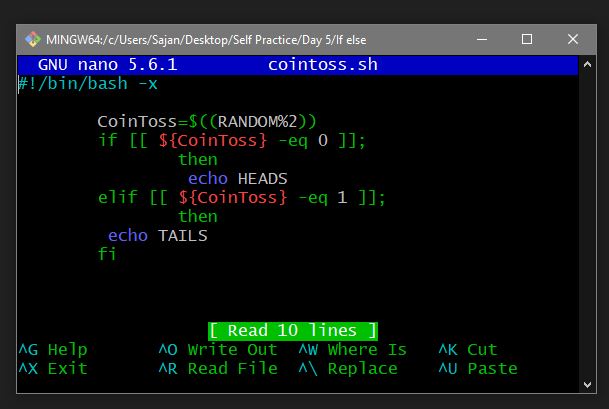 MINGW64:/c/Users/Sajan/Desktop/Self Practice/Day 5/If else
GNU nano 5.6.1 cointoss.sh
#!/bin/bash -x
CoinToss=$((RANDOM%2))
if [[ ${CoinToss} -eq 0 ]];
then
echo HEADS
elif [[ ${CoinToss} -eq 1 ]];
then
echo TAILS
fi
[ Read 10 lines ]
^G Help ^O Write Out ^W Where Is ^K Cut
^X Exit ^R Read File ^\ Replace ^U Paste